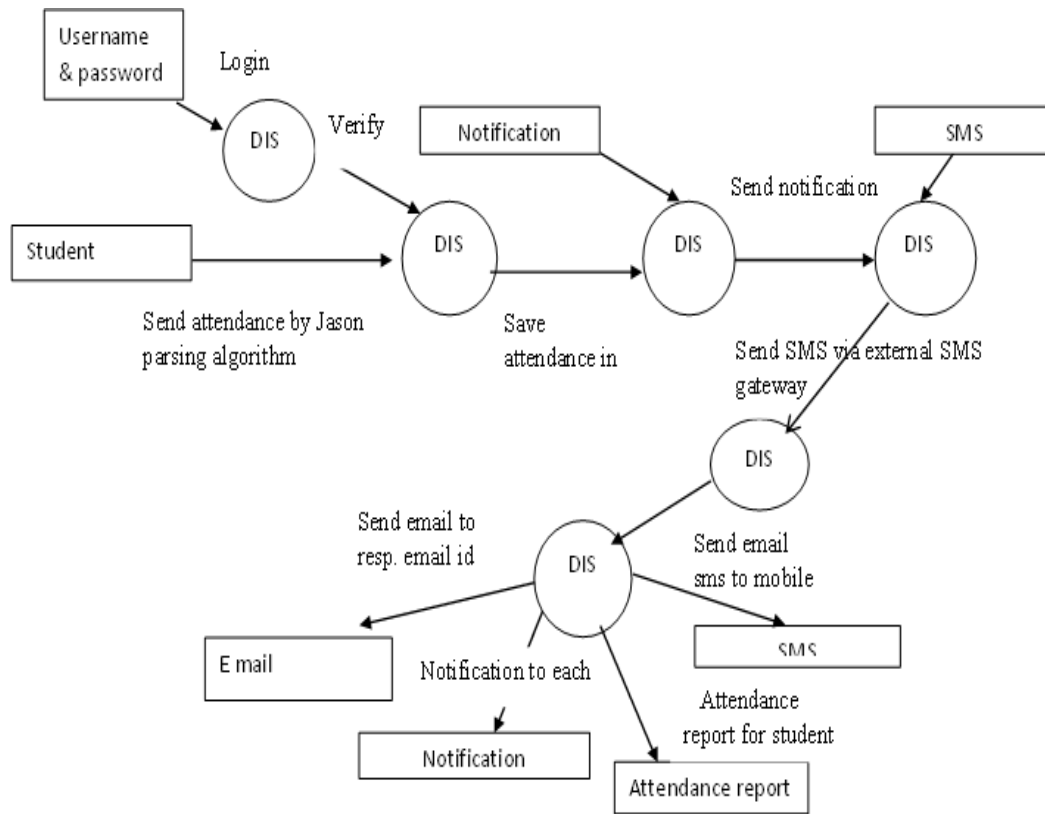 Username
& password
Login
DIS
Verify
Notification
SMS
Send notification
Student
DIS
DIS
DIS
Send attendance by Jason
parsing algorithm
Save
attendance in
Send SMS via external SMS
gateway
DIS
Send email to
resp. email id
DIS
Send email
sms to mobile
E mail
SMS
Notification to each
Attendance
report for student
Notification
Attendance report